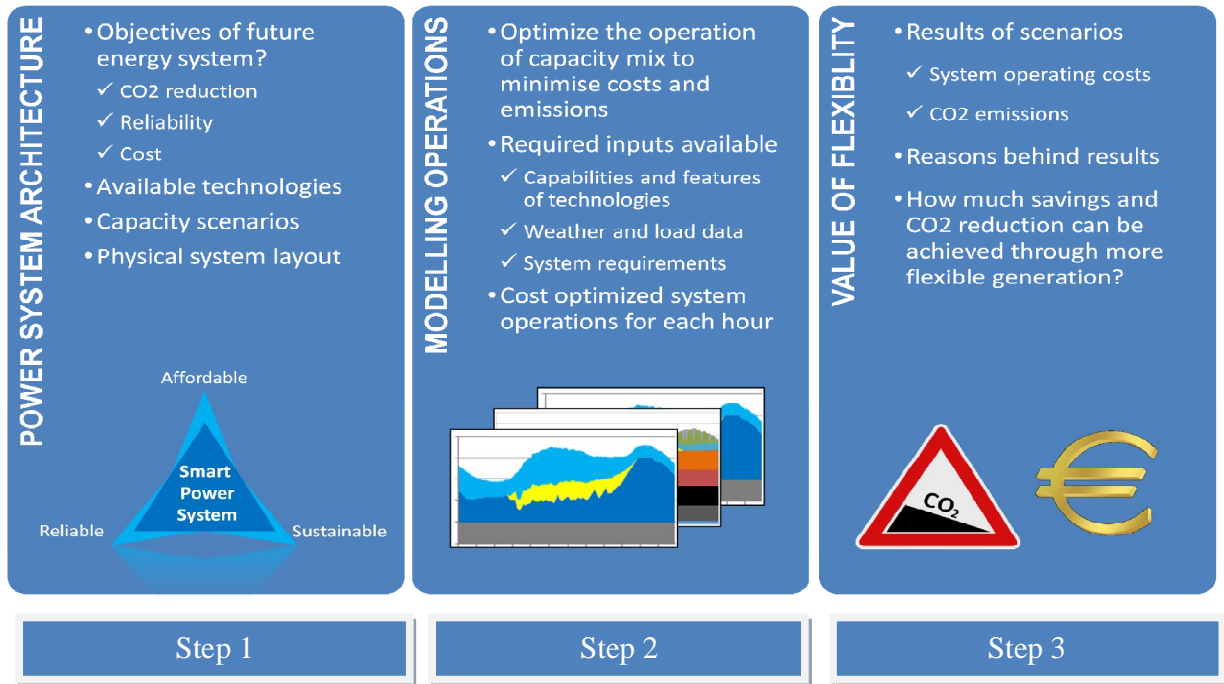 POWER SYSTEM ARCHITECTURE
• Objectives of future
energy system?
✓ CO2 reduction
✓ Reliability
✓ Cost
• Available technologies
• Capacity scenarios
• Physical system layout
Affordable
Smart
Power
System
Reliable
Sustainable
MODELLING OPERATIONS
• Optimize the operation
of capacity mix to
minimise costs and
emissions
• Required inputs available
✓ Capabilities and features
of technologies
✓ Weather and load data
✓ System requirements
• Cost optimized system
operations for each hour
VALUE OF FLEXIBLITY
• Results of scenarios
✓ System operating costs
✓ CO2 emissions
• Reasons behind results
• How much savings and
CO2 reduction can be
achieved through more
flexible generation?
CO₂
€
Step 1
Step 2
Step 3